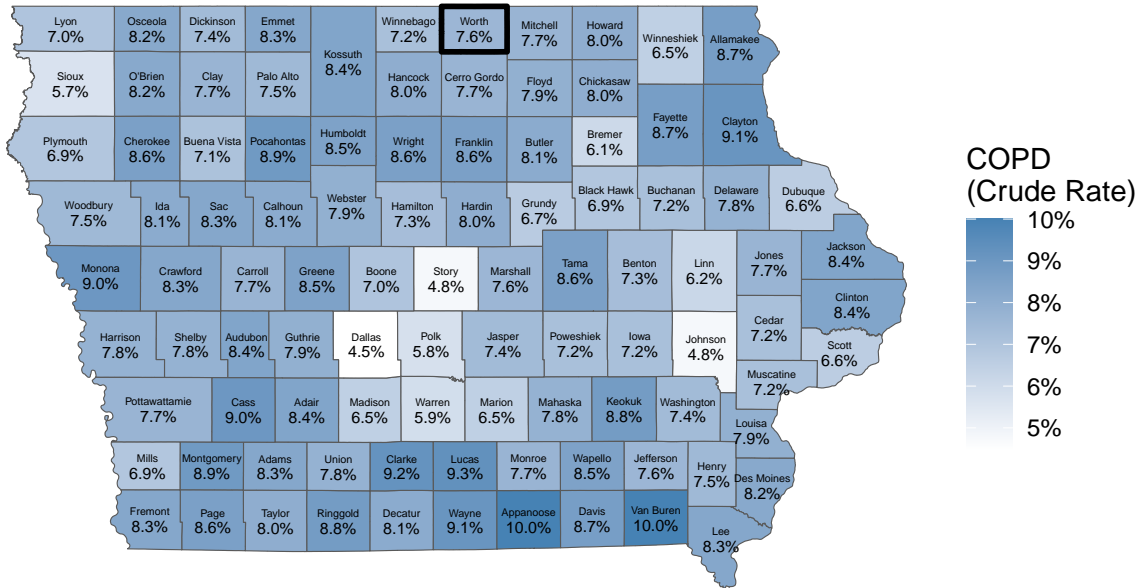 Lyon
7.0%
Osceola
8.2%
Dickinson
7.4%
Emmet
8.3%
Winnebago
7.2%
Worth
7.6%
Mitchell
7.7%
Howard
8.0%
Winneshiek
6.5%
Allamakee
8.7%
Kossuth
8.4%
Sioux
5.7%
O'Brien
8.2%
Clay
7.7%
Palo Alto
7.5%
Hancock
8.0%
Cerro Gordo
7.7%
Floyd
7.9%
Chickasaw
8.0%
Fayette
8.7%
Clayton
9.1%
Plymouth
6.9%
Cherokee
8.6%
Buena Vista
7.1%
Pocahontas
8.9%
Humboldt
8.5%
Wright
8.6%
Franklin
8.6%
Butler
8.1%
Bremer
6.1%
Woodbury
7.5%
Ida
8.1%
Sac
8.3%
Calhoun
8.1%
Webster
7.9%
Hamilton
7.3%
Hardin
8.0%
Grundy
6.7%
Black Hawk
6.9%
Buchanan
7.2%
Delaware
7.8%
Dubuque
6.6%
Monona
9.0%
Crawford
8.3%
Carroll
7.7%
Greene
8.5%
Boone
7.0%
Story
4.8%
Marshall
7.6%
Tama
8.6%
Benton
7.3%
Linn
6.2%
Jones
7.7%
Jackson
8.4%
Clinton
8.4%
Harrison
7.8%
Shelby
7.8%
Audubon
8.4%
Guthrie
7.9%
Dallas
4.5%
Polk
5.8%
Jasper
7.4%
Poweshiek
7.2%
Iowa
7.2%
Johnson
4.8%
Cedar
7.2%
Scott
6.6%
Muscatine
7.2%
Pottawattamie
7.7%
Cass
9.0%
Adair
8.4%
Madison
6.5%
Warren
5.9%
Marion
6.5%
Mahaska
7.8%
Keokuk
8.8%
Washington
7.4%
Louisa
7.9%
Mills
6.9%
Montgomery
8.9%
Adams
8.3%
Union
7.8%
Clarke
9.2%
Lucas
9.3%
Monroe
7.7%
Wapello
8.5%
Jefferson
7.6%
Henry
7.5%
Des Moines
8.2%
Fremont
8.3%
Page
8.6%
Taylor
8.0%
Ringgold
8.8%
Decatur
8.1%
Wayne
9.1%
Appanoose
10.0%
Davis
8.7%
Van Buren
10.0%
Lee
8.3%
COPD
(Crude Rate)
10%
9%
8%
7%
6%
5%